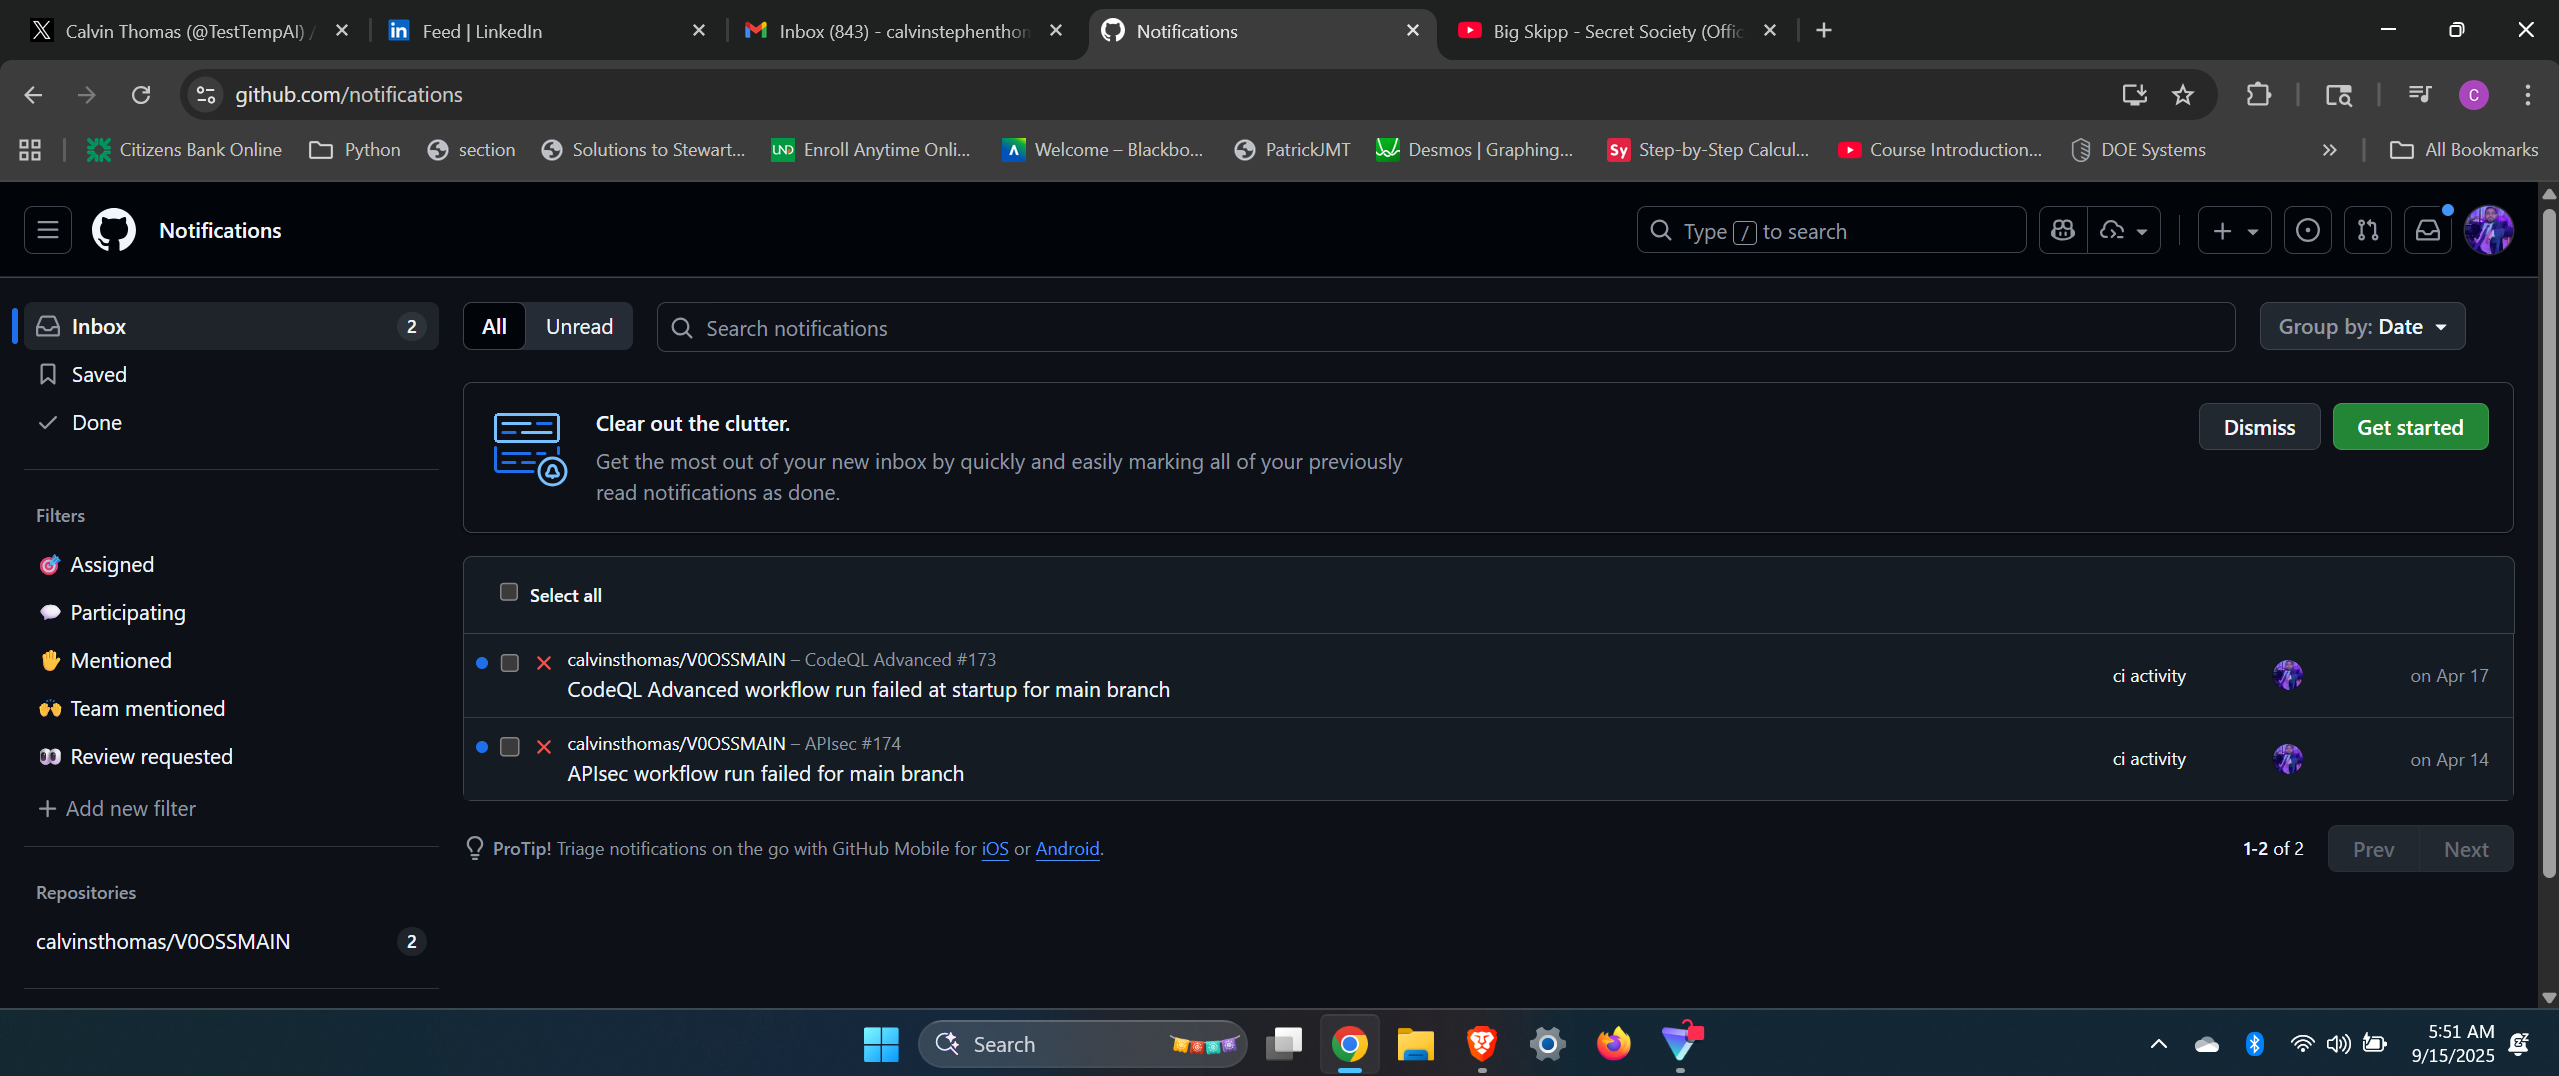 Calvin Thomas (@TestTempAI) /
Feed | LinkedIn
Inbox (843) - calvinstephenthon
Notifications
Big Skipp - Secret Society (Offic
github.com/notifications
C
Citizens Bank Online
Python
section
Solutions to Stewart...
UND
Enroll Anytime Onli...
Welcome – Blackbo...
PatrickJMT
Desmos | Graphing...
Sy
Step-by-Step Calcul...
Course Introduction...
DOE Systems
All Bookmarks
Notifications
Type / to search
Inbox 2
Saved
Done
Filters
Assigned
Participating
Mentioned
Team mentioned
Review requested
Add new filter
Repositories
calvinsthomas/V0OSSMAIN 2
All
Unread
Search notifications
Group by: Date
Clear out the clutter.
Get the most out of your new inbox by quickly and easily marking all of your previously
read notifications as done.
Dismiss
Get started
Select all
calvinsthomas/V0OSSMAIN – CodeQL Advanced #173
CodeQL Advanced workflow run failed at startup for main branch
ci activity
on Apr 17
calvinsthomas/V0OSSMAIN – APIsec #174
APIsec workflow run failed for main branch
ci activity
on Apr 14
ProTip! Triage notifications on the go with GitHub Mobile for iOS or Android.
1-2 of 2
Prev
Next
Search
5:51 AM
9/15/2025